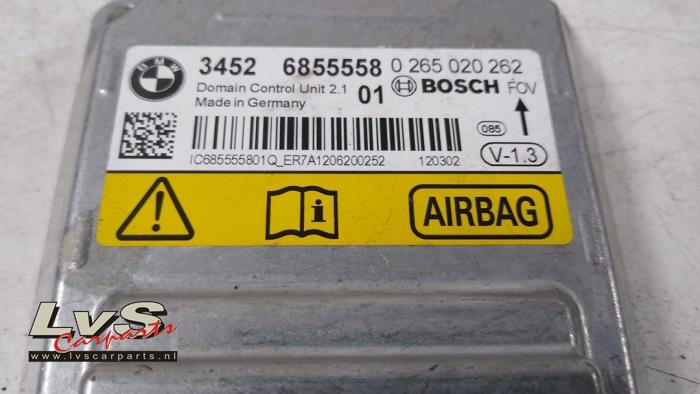 BMW
3452 6855558 0 265 020 262
Domain Control Unit 2.1 01 BOSCH FOV
Made in Germany
085
V-1.3
IC685555801Q_ER7A1206200252 120302
! i AIRBAG
LvS
Carparts
www.lvscarparts.nl